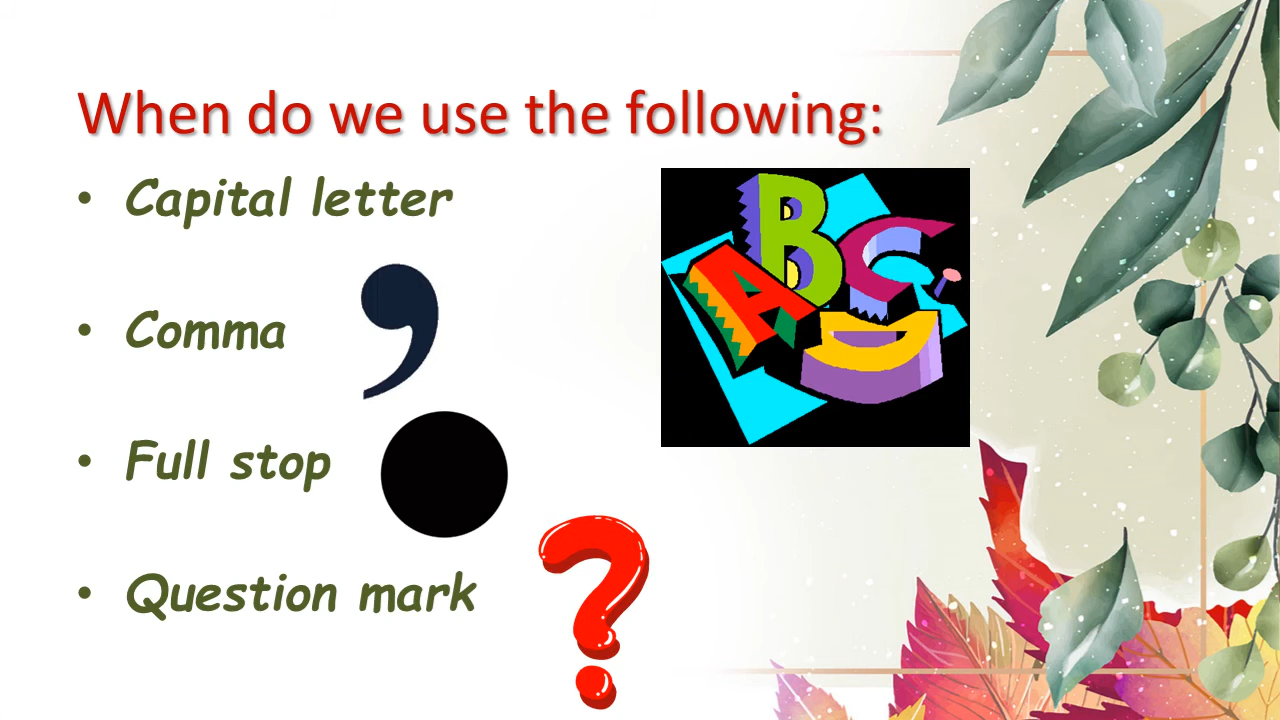 When do we use the following:
• Capital letter
• Comma
,
• Full stop
• Question mark
?
A B C D